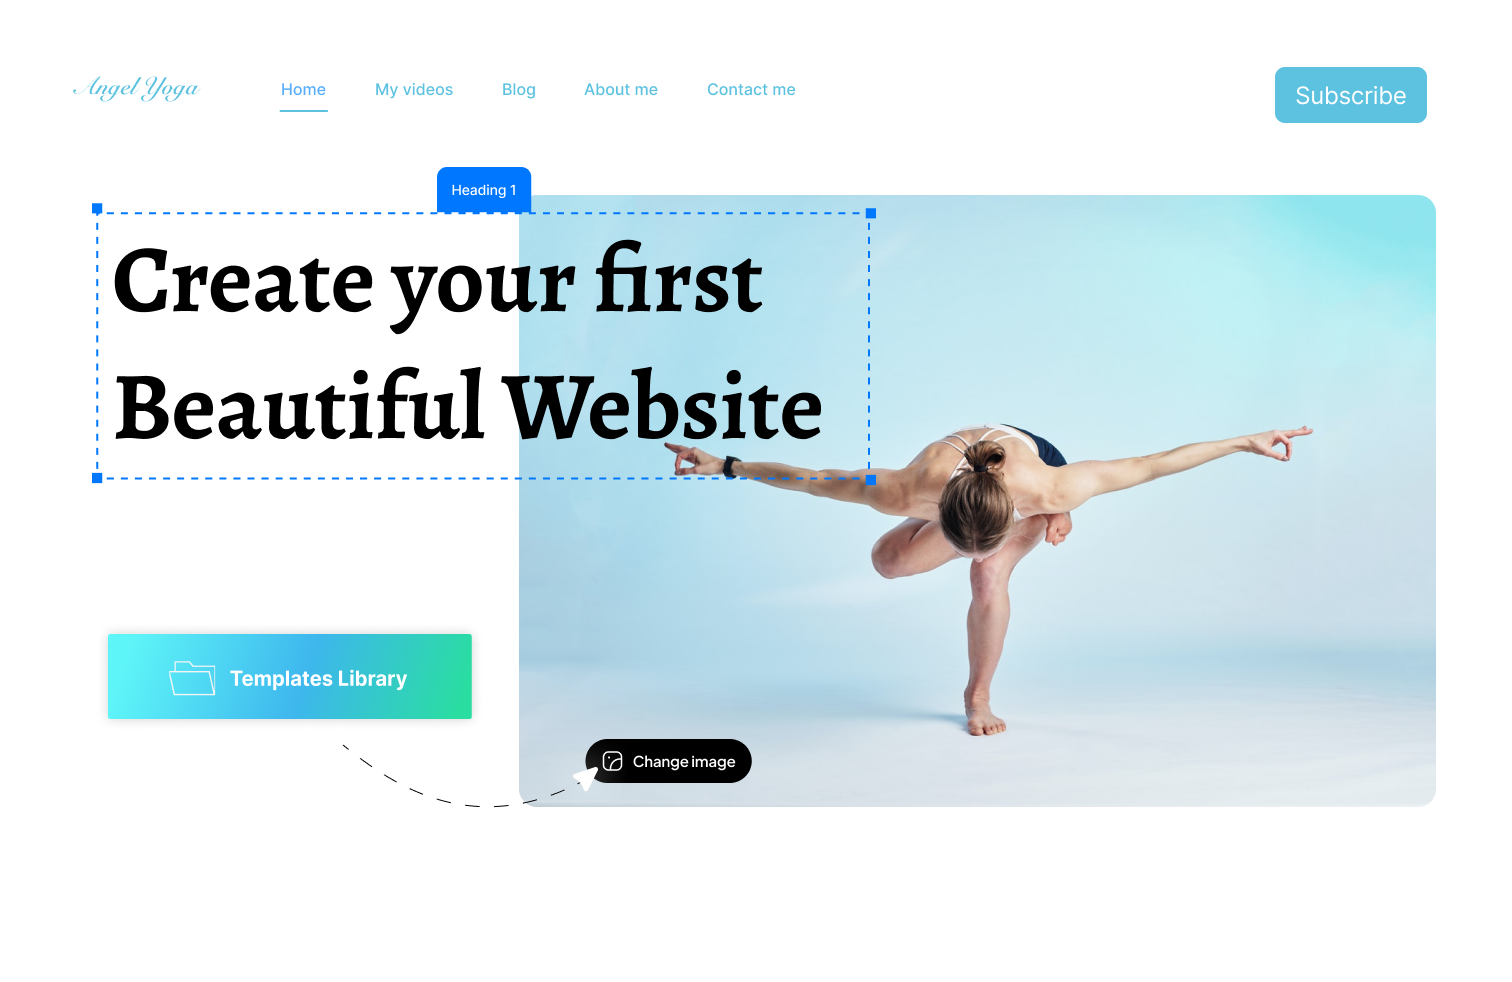 Angel Yoga
Home
My videos
Blog
About me
Contact me
Subscribe
Heading 1
Create your first
Beautiful Website
Templates Library
Change image